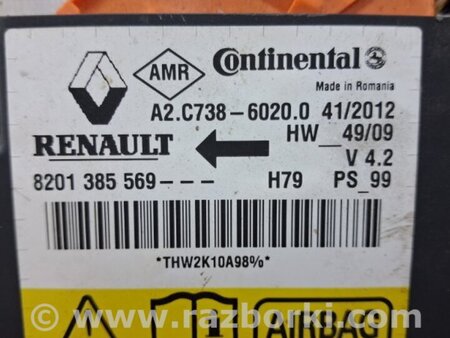 AMR Continental
Made in Romania
A2.C738-6020.0 41/2012
RENAULT HW__49/09
V 4.2
8201 385 569--- H79 PS_99
*THW2K10A98%*
AIRBAG
© www.razborki.com